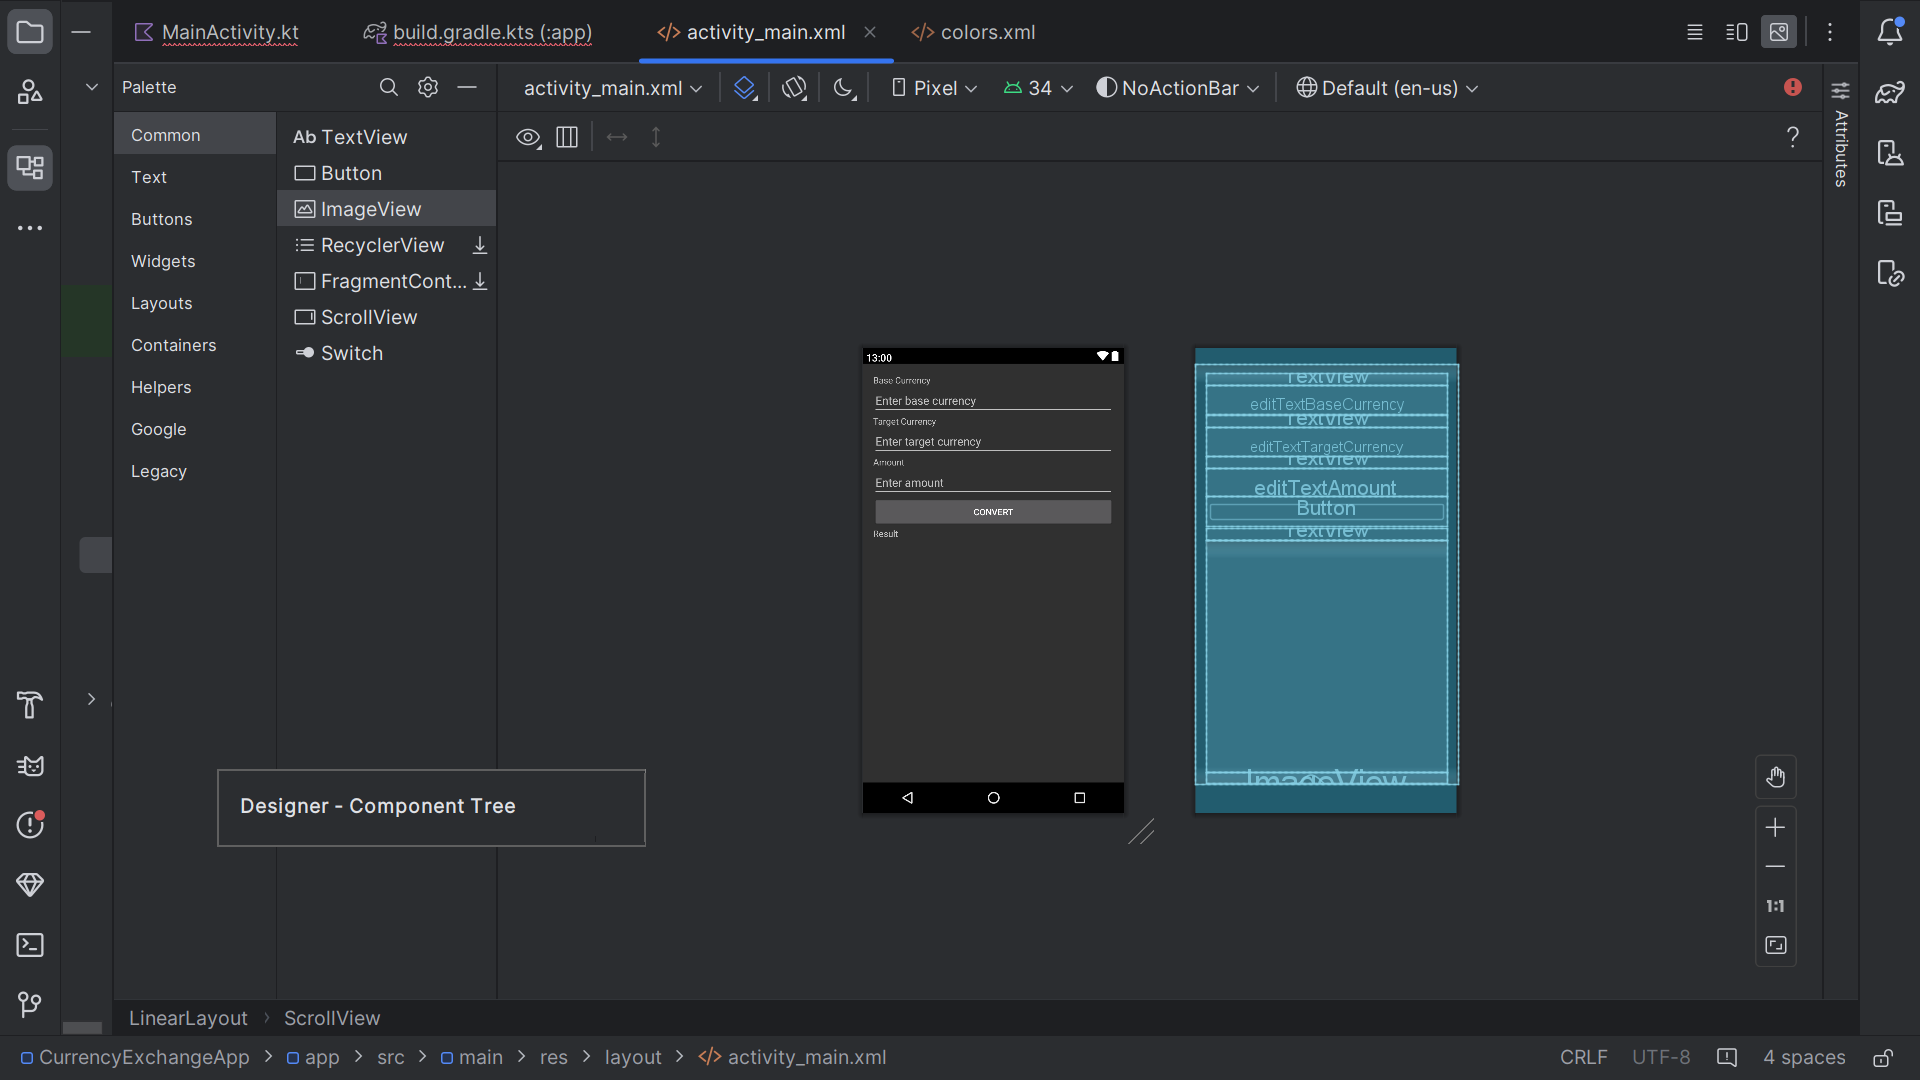 MainActivity.kt
build.gradle.kts (:app)
activity_main.xml
colors.xml
Palette
activity_main.xml
Pixel
34
NoActionBar
Default (en-us)
Attributes
Common
Text
Buttons
Widgets
Layouts
Containers
Helpers
Google
Legacy
Ab TextView
Button
ImageView
RecyclerView
FragmentCont...
ScrollView
Switch
?
13:00
Base Currency
Enter base currency
Target Currency
Enter target currency
Amount
Enter amount
CONVERT
Result
TextView
editTextBaseCurrency
TextView
editTextTargetCurrency
TextView
editTextAmount
Button
TextView
ImageView
1:1
Designer - Component Tree
LinearLayout > ScrollView
CurrencyExchangeApp > app > src > main > res > layout > activity_main.xml
CRLF UTF-8 4 spaces